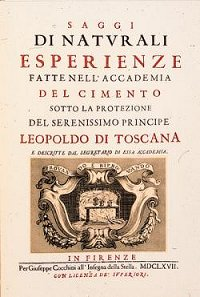 SAGGI
DI NATVRALI
ESPERIENZE
FATTE NELL'ACCADEMIA
DEL CIMENTO
SOTTO LA PROTEZIONE
DEL SERENISSIMO PRINCIPE
LEOPOLDO DI TOSCANA
E DESCRITTE DAL SEGRETARIO DI ESSA ACCADEMIA.
PROVANDO E RIPROVANDO
IN FIRENZE
Per Giuseppe Cocchini all'Insegna della Stella. MDCLXVII.
CON LICENZA DE' SVPERIORI.